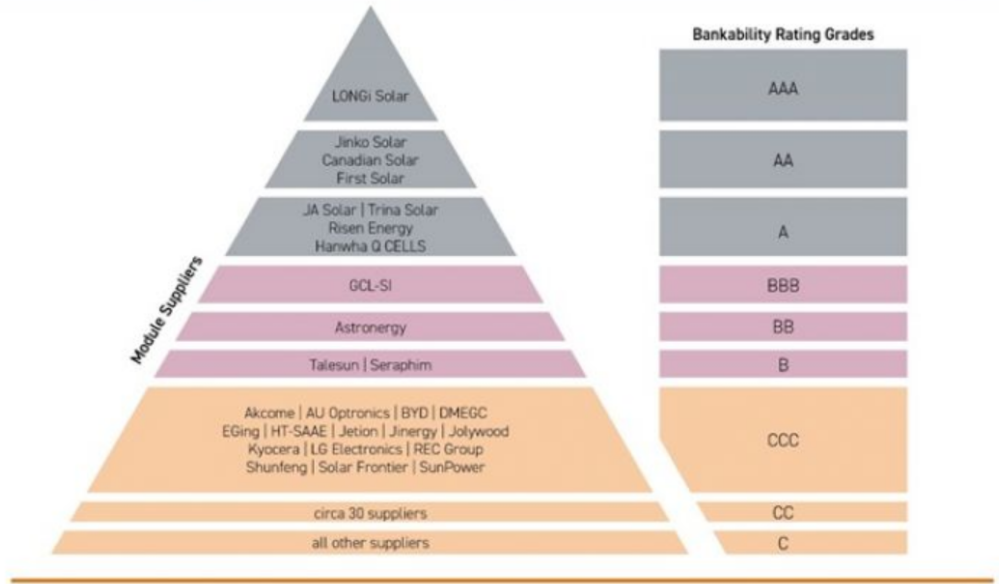 Bankability Rating Grades
LONGi Solar
AAA
Jinko Solar
Canadian Solar
First Solar
AA
JA Solar | Trina Solar
Risen Energy
Hanwha Q CELLS
A
GCL-SI
BBB
Astronergy
BB
Talesun | Seraphim
B
Module Suppliers
Akcome | AU Optronics | BYD | DMEGC
EGing | HT-SAAE | Jetion | Jinergy | Jolywood
Kyocera | LG Electronics | REC Group
Shunfeng | Solar Frontier | SunPower
CCC
circa 30 suppliers
CC
all other suppliers
C